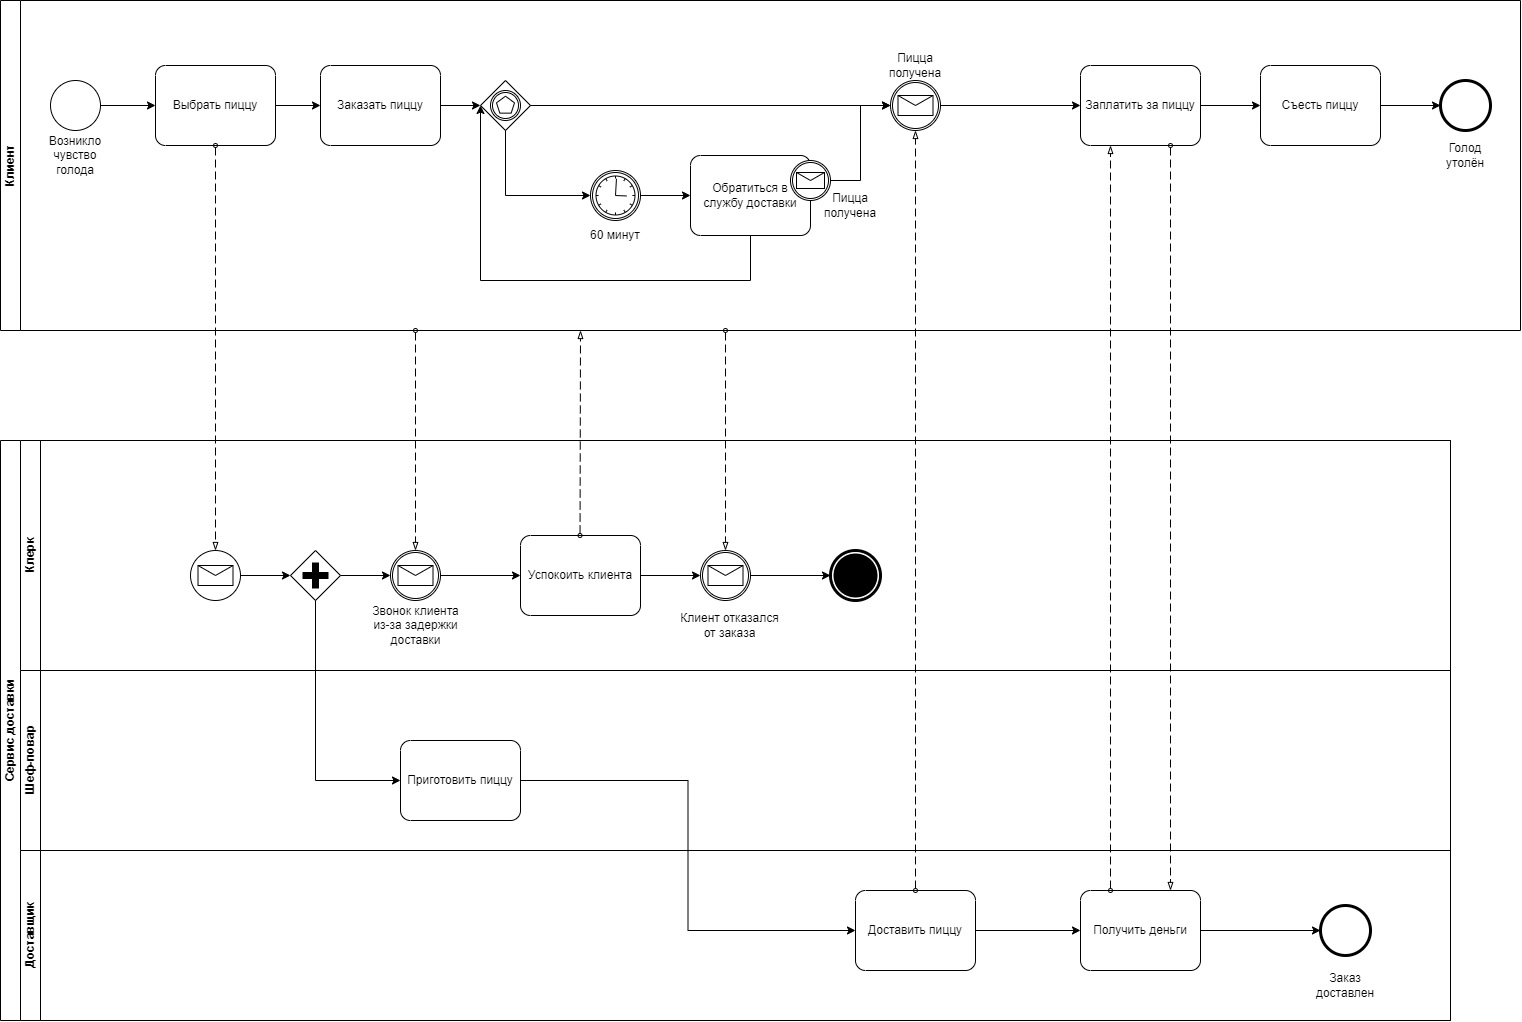 Клиент
Возникло
чувство
голода
Выбрать пиццу
Заказать пиццу
60 минут
Обратиться в
службу доставки
Пицца
получена
Пицца
получена
Заплатить за пиццу
Съесть пиццу
Голод
утолён
Сервис доставки
Клерк
Звонок клиента
из-за задержки
доставки
Успокоить клиента
Клиент отказался
от заказа
Шеф-повар
Приготовить пиццу
Доставщик
Доставить пиццу
Получить деньги
Заказ
доставлен